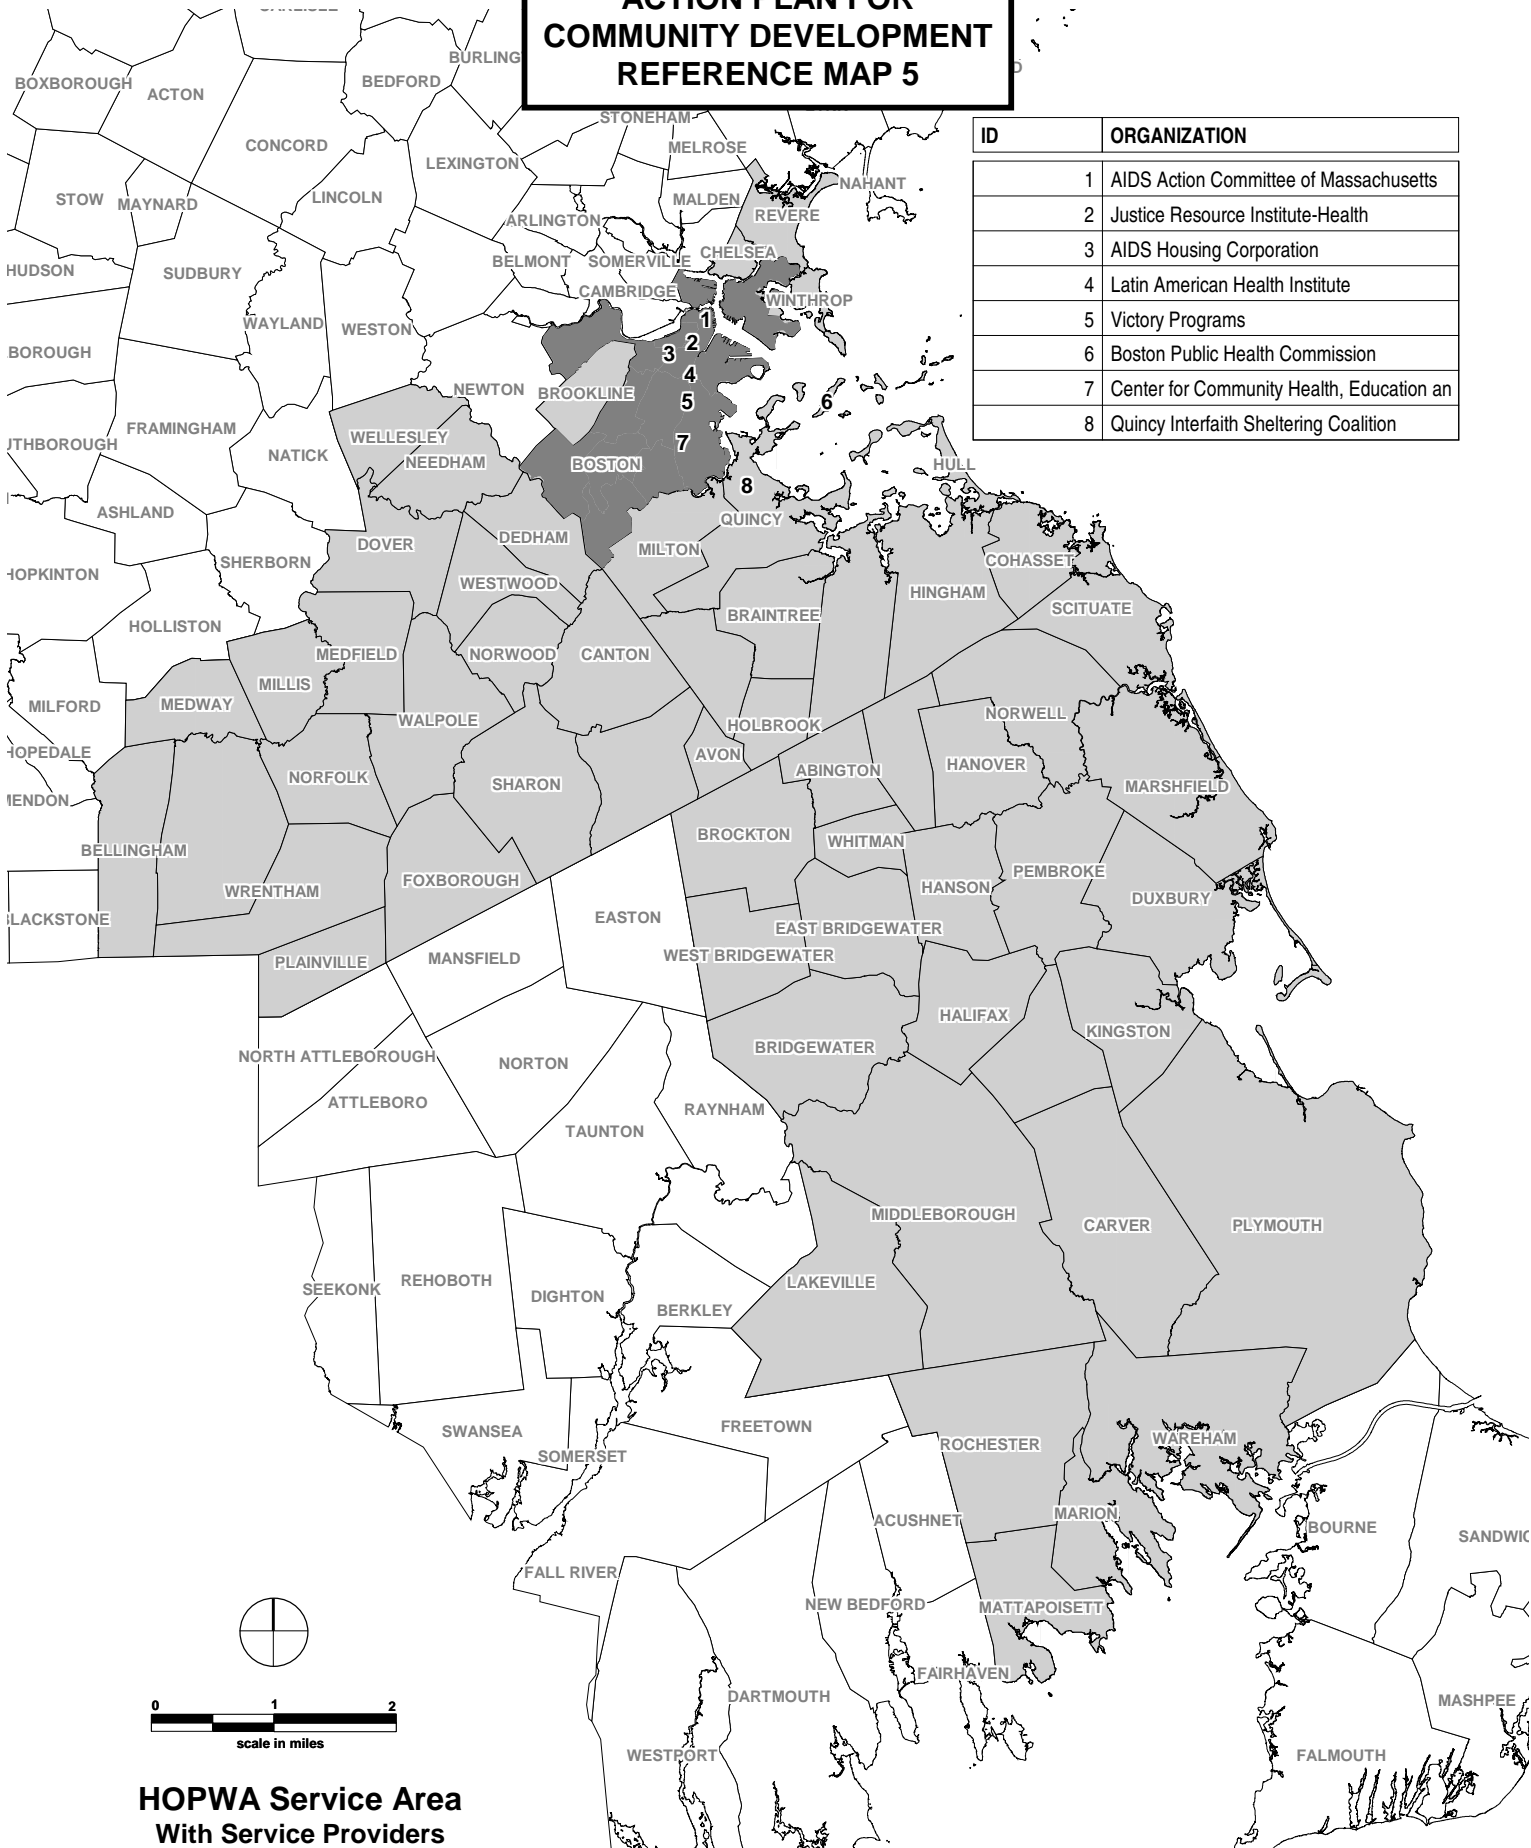 ACTION PLAN FOR
COMMUNITY DEVELOPMENT
REFERENCE MAP 5
ID ORGANIZATION
1 AIDS Action Committee of Massachusetts
2 Justice Resource Institute-Health
3 AIDS Housing Corporation
4 Latin American Health Institute
5 Victory Programs
6 Boston Public Health Commission
7 Center for Community Health, Education an
8 Quincy Interfaith Sheltering Coalition
CARLISLE
BURLING
BOXBOROUGH
ACTON
BEDFORD
STONEHAM
CONCORD
MELROSE
LEXINGTON
NAHANT
STOW
MAYNARD
LINCOLN
MALDEN
REVERE
ARLINGTON
CHELSEA
HUDSON
SUDBURY
BELMONT
SOMERVILLE
CAMBRIDGE
WINTHROP
WAYLAND
WESTON
1
2
3
BOROUGH
4
NEWTON
BROOKLINE
5
6
FRAMINGHAM
UTHBOROUGH
WELLESLEY
7
NATICK
NEEDHAM
BOSTON
HULL
8
ASHLAND
QUINCY
DOVER
DEDHAM
MILTON
SHERBORN
COHASSET
HOPKINTON
WESTWOOD
HINGHAM
SCITUATE
BRAINTREE
HOLLISTON
MEDFIELD
NORWOOD
CANTON
MILLIS
MILFORD
MEDWAY
WALPOLE
HOLBROOK
NORWELL
HOPEDALE
AVON
NORFOLK
SHARON
ABINGTON
HANOVER
MARSHFIELD
MENDON
BROCKTON
WHITMAN
BELLINGHAM
WRENTHAM
FOXBOROUGH
HANSON
PEMBROKE
DUXBURY
BLACKSTONE
EASTON
EAST BRIDGEWATER
PLAINVILLE
MANSFIELD
WEST BRIDGEWATER
HALIFAX
KINGSTON
NORTH ATTLEBOROUGH
NORTON
BRIDGEWATER
ATTLEBORO
RAYNHAM
TAUNTON
MIDDLEBOROUGH
CARVER
PLYMOUTH
SEEKONK
REHOBOTH
DIGHTON
BERKLEY
LAKEVILLE
SWANSEA
SOMERSET
FREETOWN
ROCHESTER
WAREHAM
ACUSHNET
MARION
BOURNE
SANDWIC
FALL RIVER
NEW BEDFORD
MATTAPOISETT
FAIRHAVEN
DARTMOUTH
MASHPEE
WESTPORT
FALMOUTH
0 1 2
scale in miles
HOPWA Service Area
With Service Providers